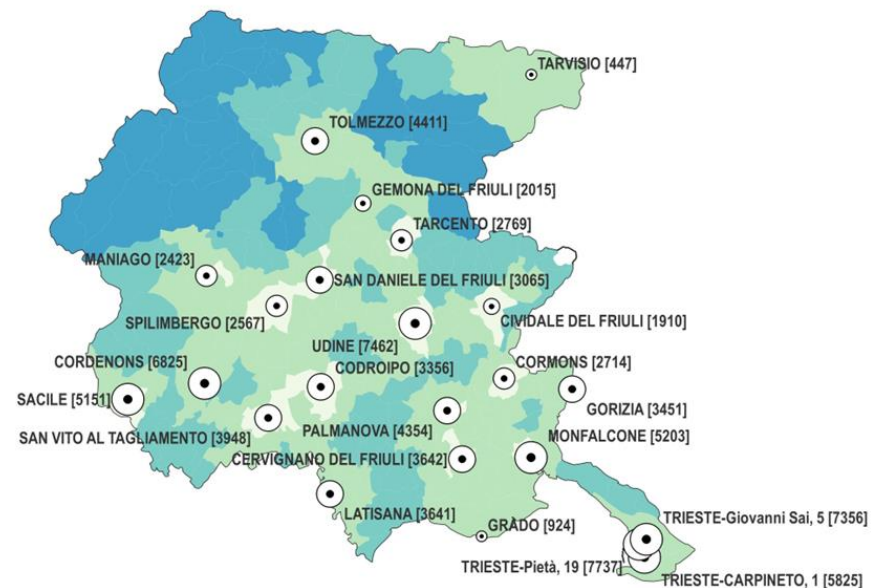 TARVISIO [447]
TOLMEZZO [4411]
GEMONA DEL FRIULI [2015]
TARCENTO [2769]
MANIAGO [2423]
SAN DANIELE DEL FRIULI [3065]
SPILIMBERGO [2567]
CIVIDALE DEL FRIULI [1910]
UDINE [7462]
CORDENONS [6825]
CODROIPO [3356]
CORMONS [2714]
SACILE [5151]
GORIZIA [3451]
SAN VITO AL TAGLIAMENTO [3948]
PALMANOVA [4354]
MONFALCONE [5203]
CERVIGNANO DEL FRIULI [3642]
LATISANA [3641]
GRADO [924]
TRIESTE-Giovanni Sai, 5 [7356]
TRIESTE-Pietà, 19 [7737]
TRIESTE-CARPINETO, 1 [5825]